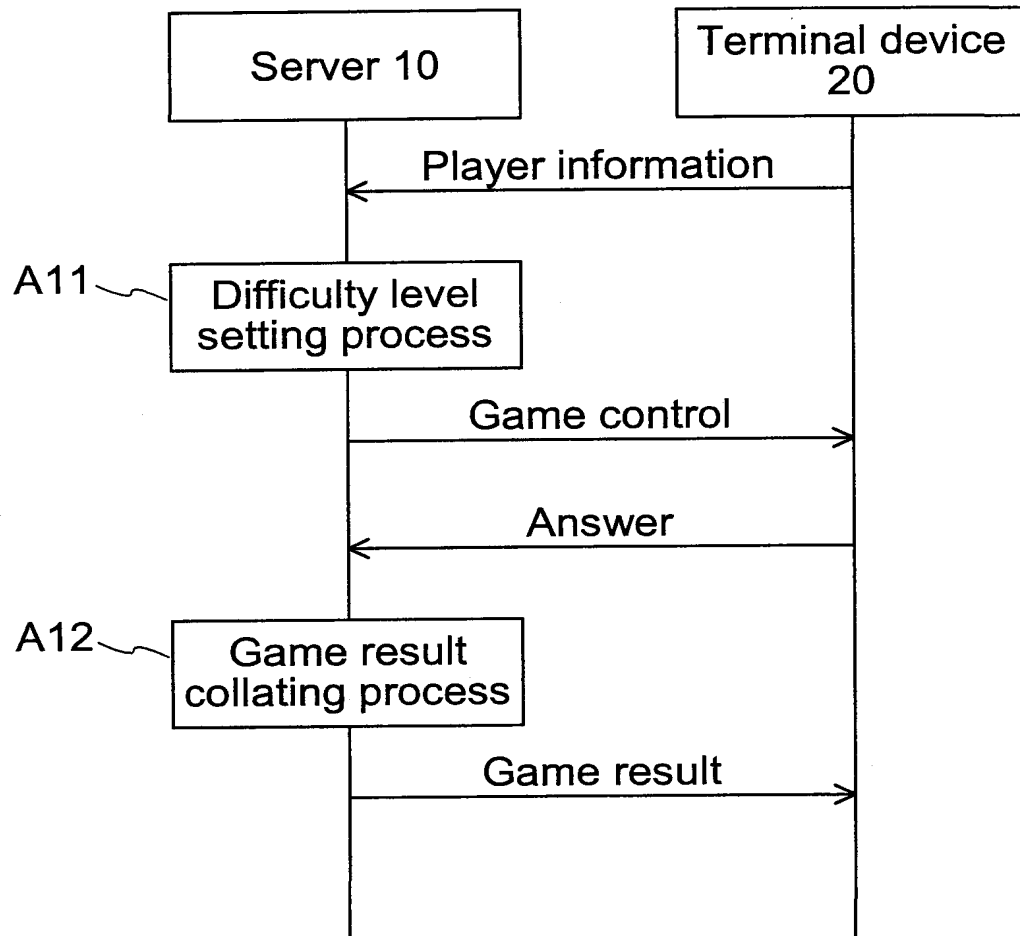 Server 10
Terminal device
20
Player information
A11
Difficulty level
setting process
Game control
Answer
A12
Game result
collating process
Game result